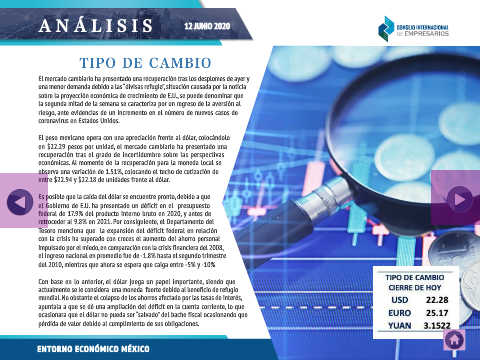 ANÁLISIS
12 JUNIO 2020
CONSEJO INTERNACIONAL
DE EMPRESARIOS
TIPO DE CAMBIO
El mercado cambiario ha presentado una recuperación tras los desplomes de ayer y
una menor demanda debido a las "divisas refugio", situación causada por la noticia
sobre la proyección económica de crecimiento de E.U., se puede denominar que
la segunda mitad de la semana se caracteriza por un regreso de la aversión al
riesgo, ante evidencias de un incremento en el número de nuevos casos de
coronavirus en Estados Unidos.
El peso mexicano opera con una apreciación frente al dólar, colocándolo
en $22.29 pesos por unidad, el mercado cambiario ha presentado una
recuperación tras el grado de incertidumbre sobre las perspectivas
económicas. Al momento de la recuperación para la moneda local se
observa una variación de 1.51%, colocando el techo de cotización de
entre $22.94 y $22.18 de unidades frente al dólar.
Es posible que la caída del dólar se encuentre pronto, debido a que
el Gobierno de E.U. ha presentado un déficit en el presupuesto
federal de 17.9% del producto interno bruto en 2020, y antes de
retroceder al 9.8% en 2021. Por consiguiente, el Departamento del
Tesoro menciona que la expansión del déficit federal en relación
con la crisis ha superado con creces el aumento del ahorro personal
impulsado por el miedo, en comparación con la crisis financiera del 2008,
el ingreso nacional en promedio fue de -1.8% hasta el segundo trimestre
del 2010, mientras que ahora se espera que caiga entre -5% y -10%
Con base en lo anterior, el dólar juega un papel importante, siendo que
actualmente se le considera una moneda fuerte debido al beneficio de refugio
mundial. No obstante el colapso de los ahorros afectado por las tasas de interés,
apuntala a que se dé una ampliación del déficit en la cuenta corriente, lo que
ocasionara que el dólar no pueda ser "salvado" del bache fiscal ocasionando que
pérdida de valor debido al cumplimiento de sus obligaciones.
TIPO DE CAMBIO
CIERRE DE HOY
USD 22.28
EURO 25.17
YUAN 3.1522
ENTORNO ECONÓMICO MÉXICO